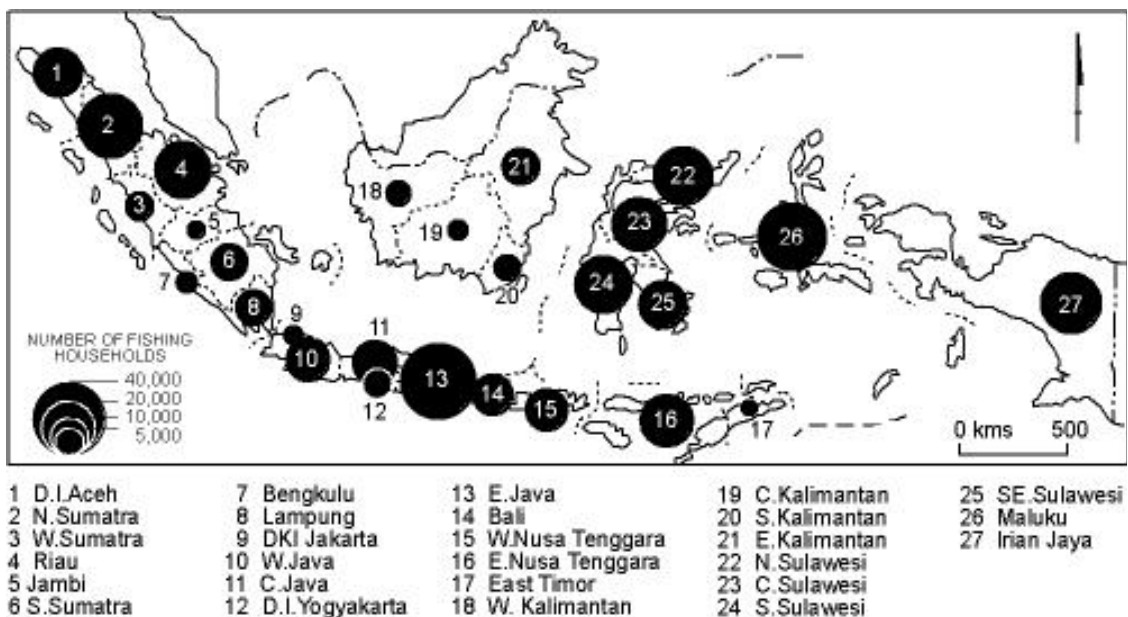 1
2
4
3
5
6
7
8
9
10
11
12
13
14
15
16
17
18
19
20
21
22
23
24
25
26
27
NUMBER OF FISHING
HOUSEHOLDS
40,000
20,000
10,000
5,000
0 kms 500
1 D.I.Aceh
2 N.Sumatra
3 W.Sumatra
4 Riau
5 Jambi
6 S.Sumatra
7 Bengkulu
8 Lampung
9 DKI Jakarta
10 W.Java
11 C.Java
12 D.I.Yogyakarta
13 E.Java
14 Bali
15 W.Nusa Tenggara
16 E.Nusa Tenggara
17 East Timor
18 W. Kalimantan
19 C.Kalimantan
20 S.Kalimantan
21 E.Kalimantan
22 N.Sulawesi
23 C.Sulawesi
24 S.Sulawesi
25 SE.Sulawesi
26 Maluku
27 Irian Jaya